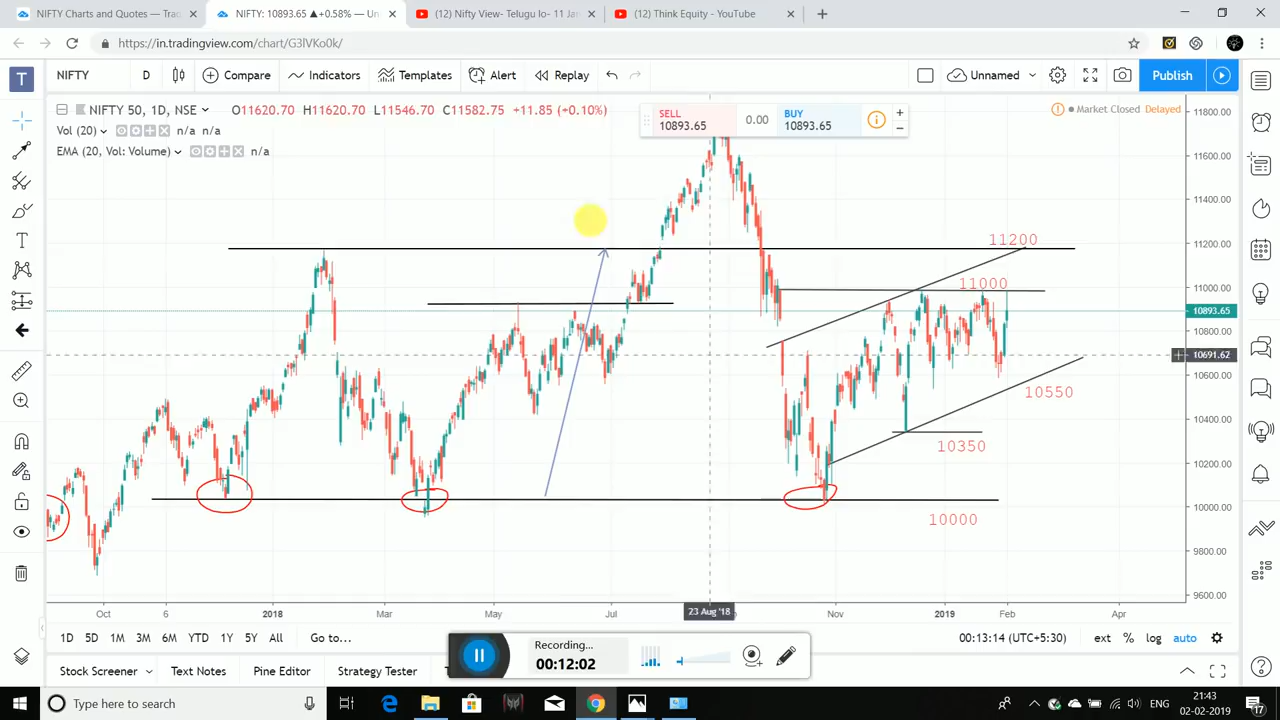 NIFTY Charts and Quotes — Trad
NIFTY: 10893.65 ▲+0.58% — Un
(12) Nifty View- Telugu lo- 11 Jan
(12) Think Equity - YouTube
https://in.tradingview.com/chart/G3lVKo0k/
T
NIFTY
D
Compare
Indicators
Templates
Alert
Replay
Unnamed
Publish
NIFTY 50, 1D, NSE
O11620.70 H11620.70 L11546.70 C11582.75 +11.85 (+0.10%)
SELL
10893.65
0.00
BUY
10893.65
Market Closed Delayed
Vol (20)
n/a n/a
EMA (20, Vol: Volume)
n/a
11800.00
11600.00
11400.00
11200.00
11000.00
10893.65
10800.00
10691.62
10600.00
10400.00
10200.00
10000.00
9800.00
9600.00
11200
11000
10550
10350
10000
Oct
6
2018
Mar
May
Jul
23 Aug '18
Nov
2019
Feb
Apr
1D 5D 1M 3M 6M YTD 1Y 5Y All
Go to...
00:13:14 (UTC+5:30)
ext % log auto
Recording...
00:12:02
Stock Screener
Text Notes
Pine Editor
Strategy Tester
Type here to search
ENG
21:43
02-02-2019
17